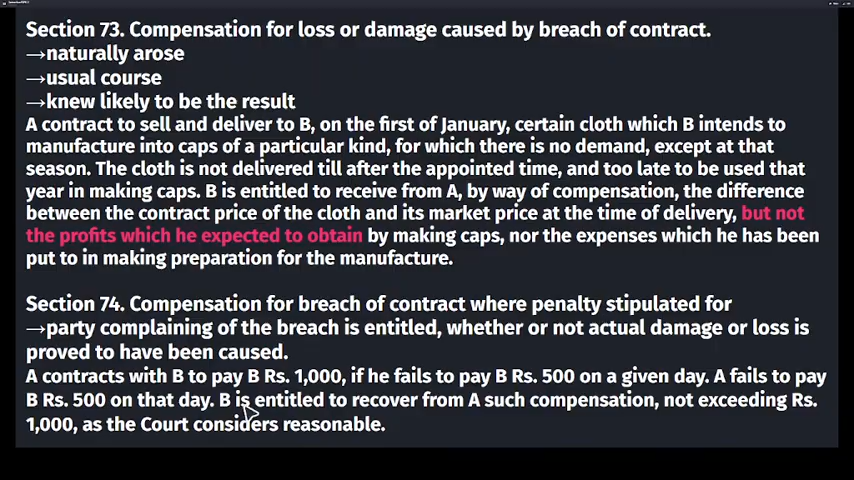 Section 73. Compensation for loss or damage caused by breach of contract.
→naturally arose
→usual course
→knew likely to be the result
A contract to sell and deliver to B, on the first of January, certain cloth which B intends to
manufacture into caps of a particular kind, for which there is no demand, except at that
season. The cloth is not delivered till after the appointed time, and too late to be used that
year in making caps. B is entitled to receive from A, by way of compensation, the difference
between the contract price of the cloth and its market price at the time of delivery, but not
the profits which he expected to obtain by making caps, nor the expenses which he has been
put to in making preparation for the manufacture.
Section 74. Compensation for breach of contract where penalty stipulated for
→party complaining of the breach is entitled, whether or not actual damage or loss is
proved to have been caused.
A contracts with B to pay B Rs. 1,000, if he fails to pay B Rs. 500 on a given day. A fails to pay
B Rs. 500 on that day. B is entitled to recover from A such compensation, not exceeding Rs.
1,000, as the Court considers reasonable.